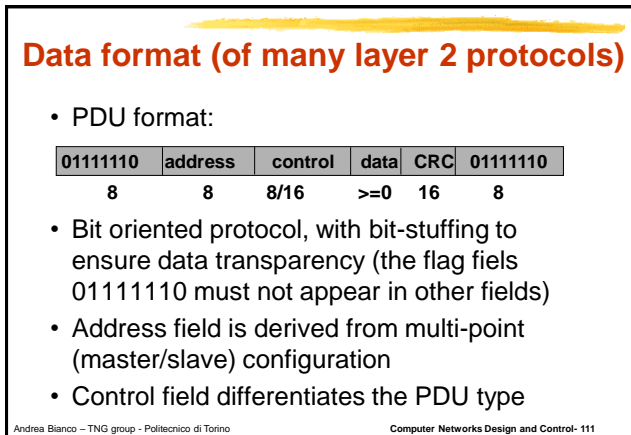 Data format (of many layer 2 protocols)
• PDU format:
01111110 address control data CRC 01111110
8 8 8/16 >=0 16 8
• Bit oriented protocol, with bit-stuffing to
ensure data transparency (the flag fiels
01111110 must not appear in other fields)
• Address field is derived from multi-point
(master/slave) configuration
• Control field differentiates the PDU type
Andrea Bianco – TNG group - Politecnico di Torino Computer Networks Design and Control- 111